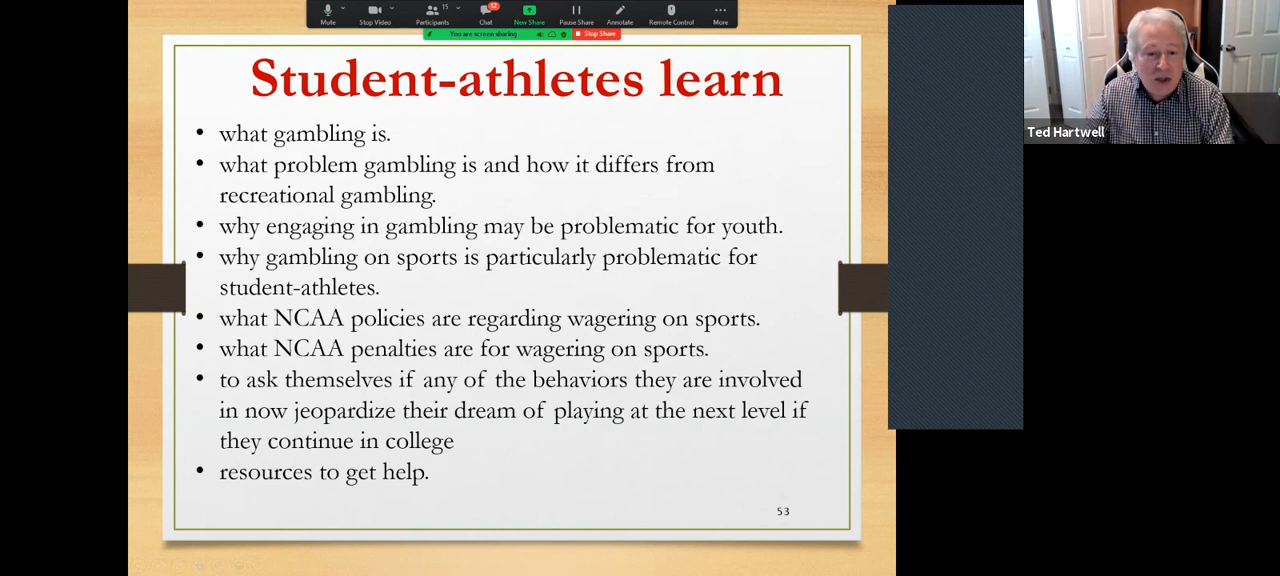 15
12
Mute
Stop Video
Participants
Chat
New Share
Pause Share
Annotate
Remote Control
More
You are screen sharing
Stop Share
Ted Hartwell
Student-athletes learn
• what gambling is.
• what problem gambling is and how it differs from
recreational gambling.
• why engaging in gambling may be problematic for youth.
• why gambling on sports is particularly problematic for
student-athletes.
• what NCAA policies are regarding wagering on sports.
• what NCAA penalties are for wagering on sports.
• to ask themselves if any of the behaviors they are involved
in now jeopardize their dream of playing at the next level if
they continue in college
• resources to get help.
53